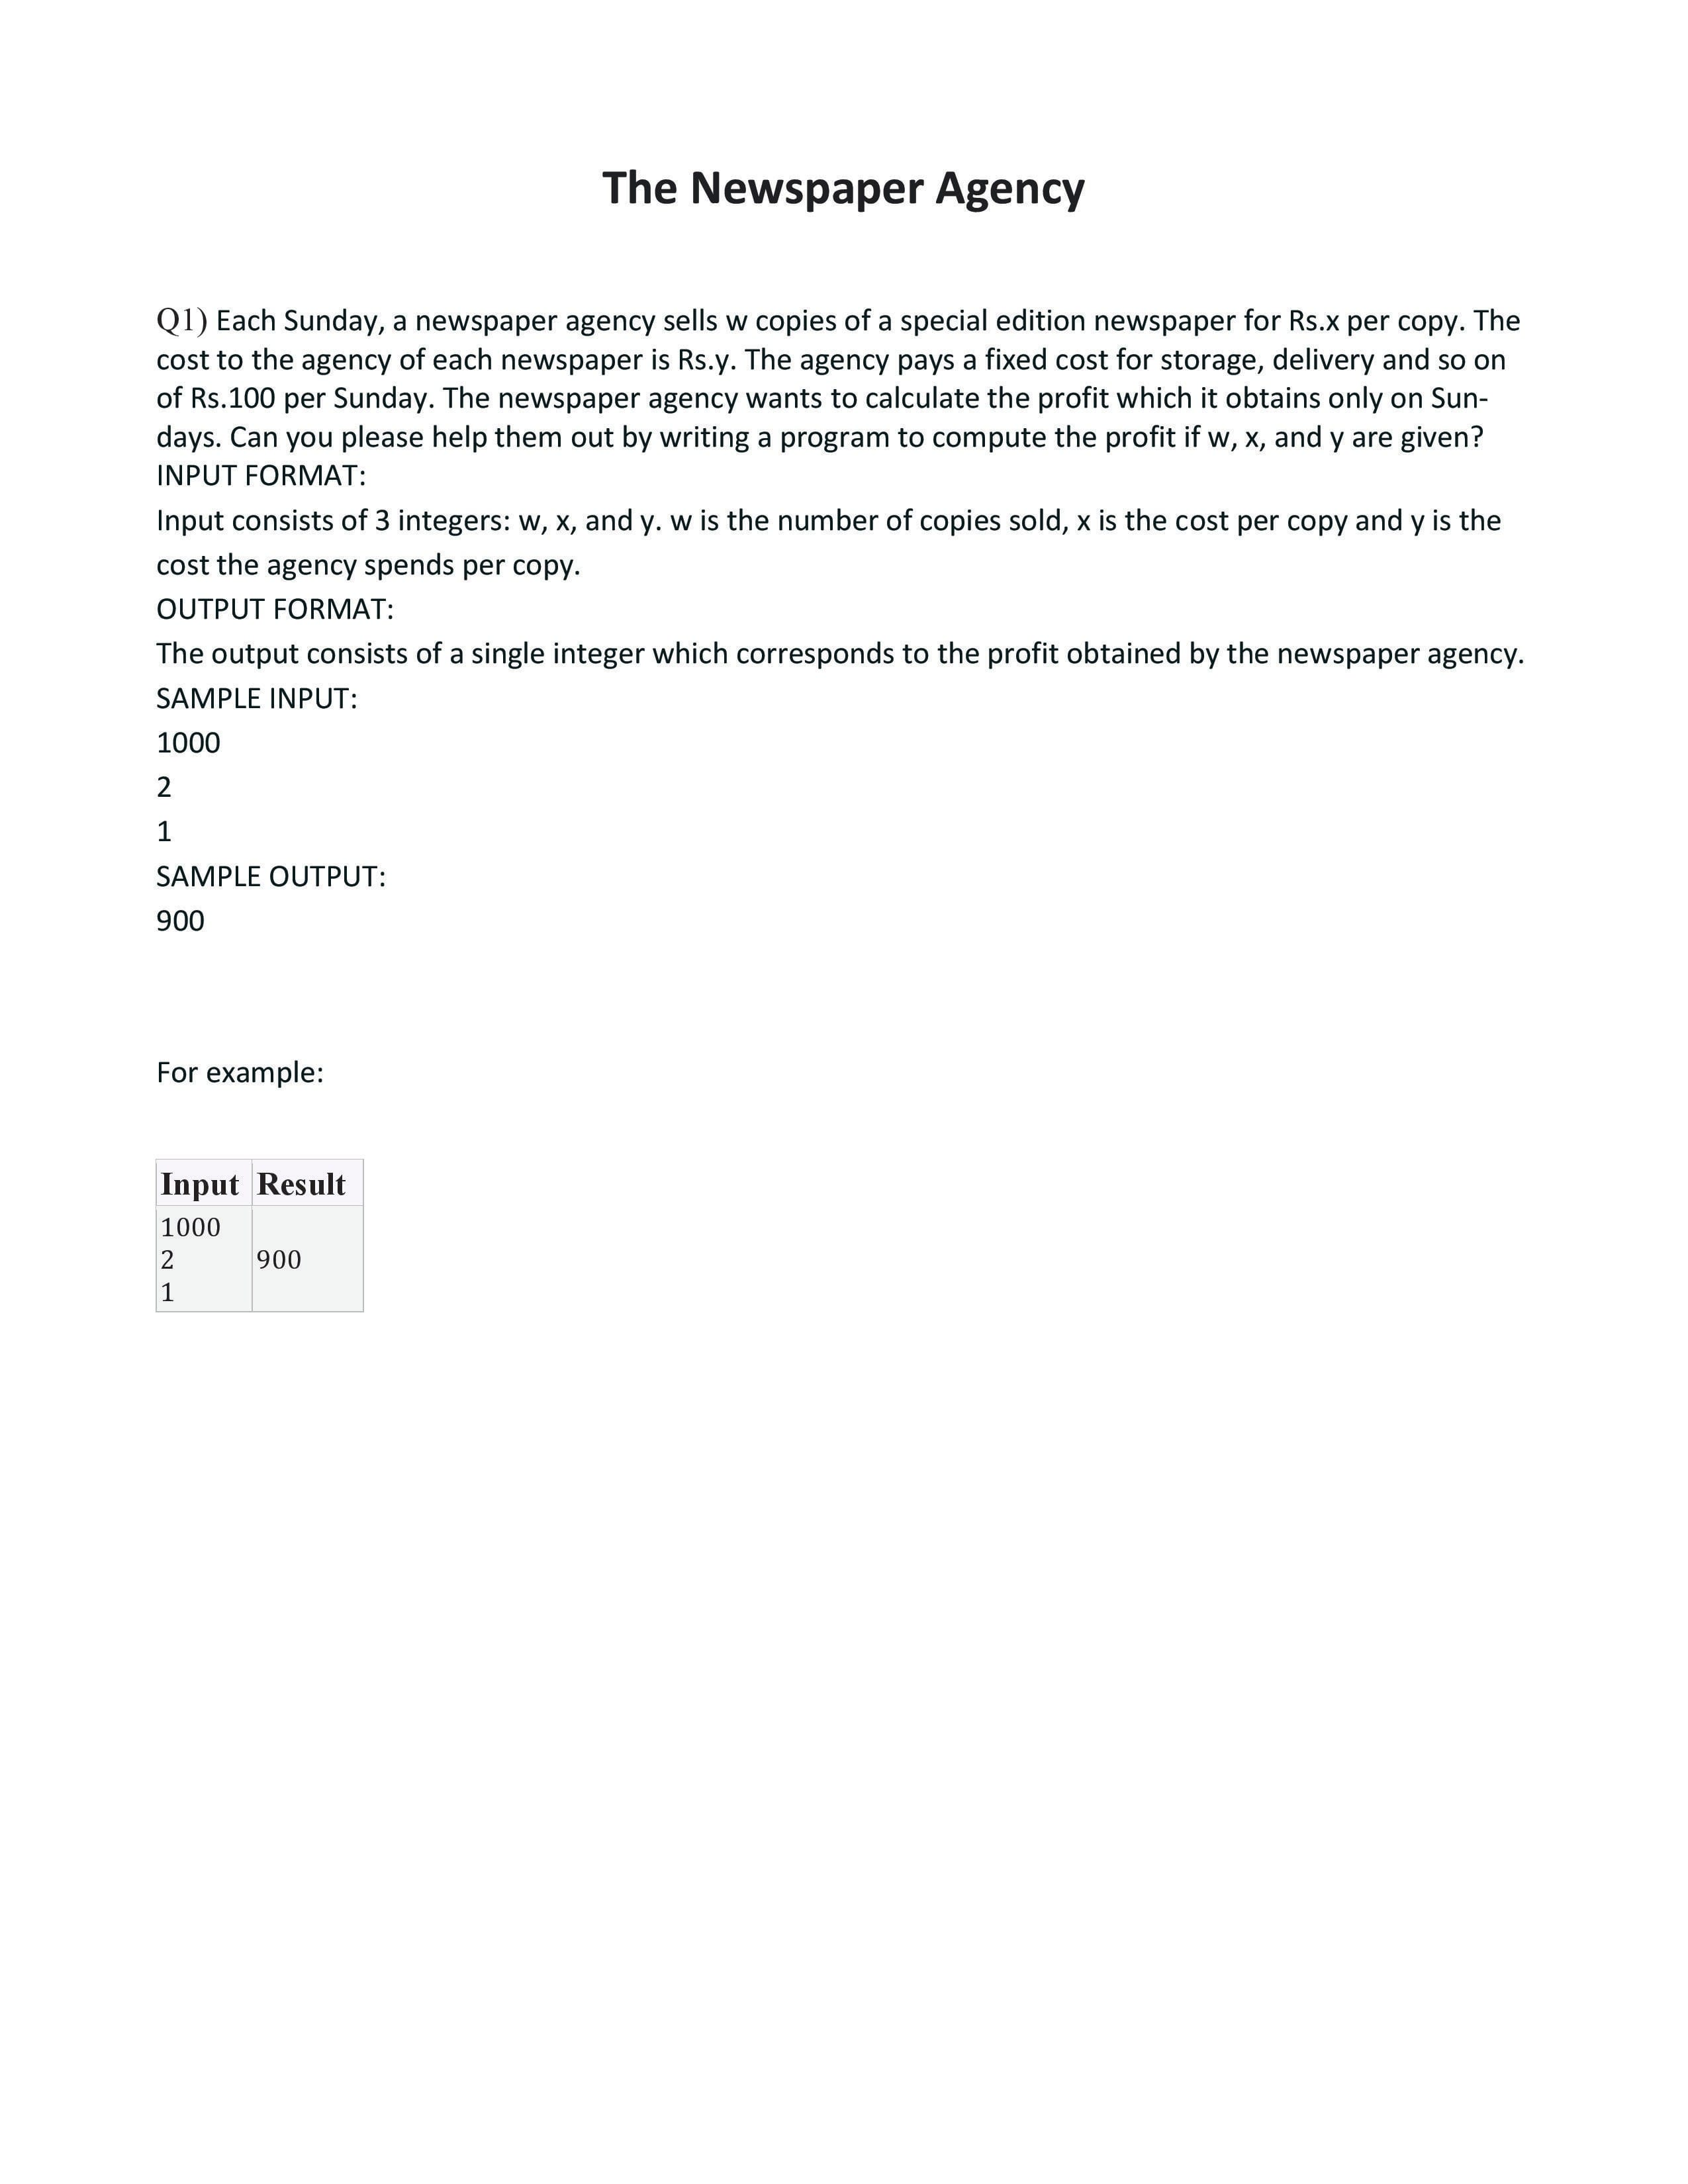 The Newspaper Agency
Q1) Each Sunday, a newspaper agency sells w copies of a special edition newspaper for Rs.x per copy. The
cost to the agency of each newspaper is Rs.y. The agency pays a fixed cost for storage, delivery and so on
of Rs.100 per Sunday. The newspaper agency wants to calculate the profit which it obtains only on Sun-
days. Can you please help them out by writing a program to compute the profit if w, x, and y are given?
INPUT FORMAT:
Input consists of 3 integers: w, x, and y. w is the number of copies sold, x is the cost per copy and y is the
cost the agency spends per copy.
OUTPUT FORMAT:
The output consists of a single integer which corresponds to the profit obtained by the newspaper agency.
SAMPLE INPUT:
1000
2
1
SAMPLE OUTPUT:
900
For example:
Input Result
1000
2 900
1